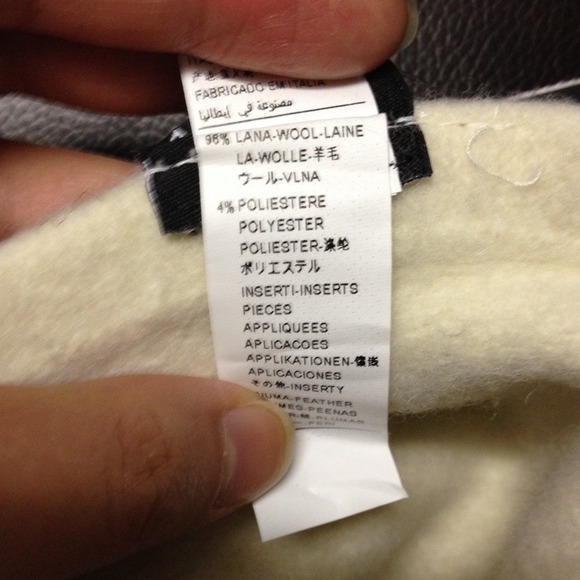 FABRICADO EM ITALIA
مصنوعة في إيطاليا
96% LANA-WOOL-LAINE
LA-WOLLE-羊毛
ウール-VLNA
4% POLIESTERE
POLYESTER
POLIESTER-涤纶
ポリエステル
INSERTI-INSERTS
PIECES
APPLIQUEES
APLICACOES
APPLIKATIONEN-
APLICACIONES
その他-INSERTY
PIUMA-FEATHER